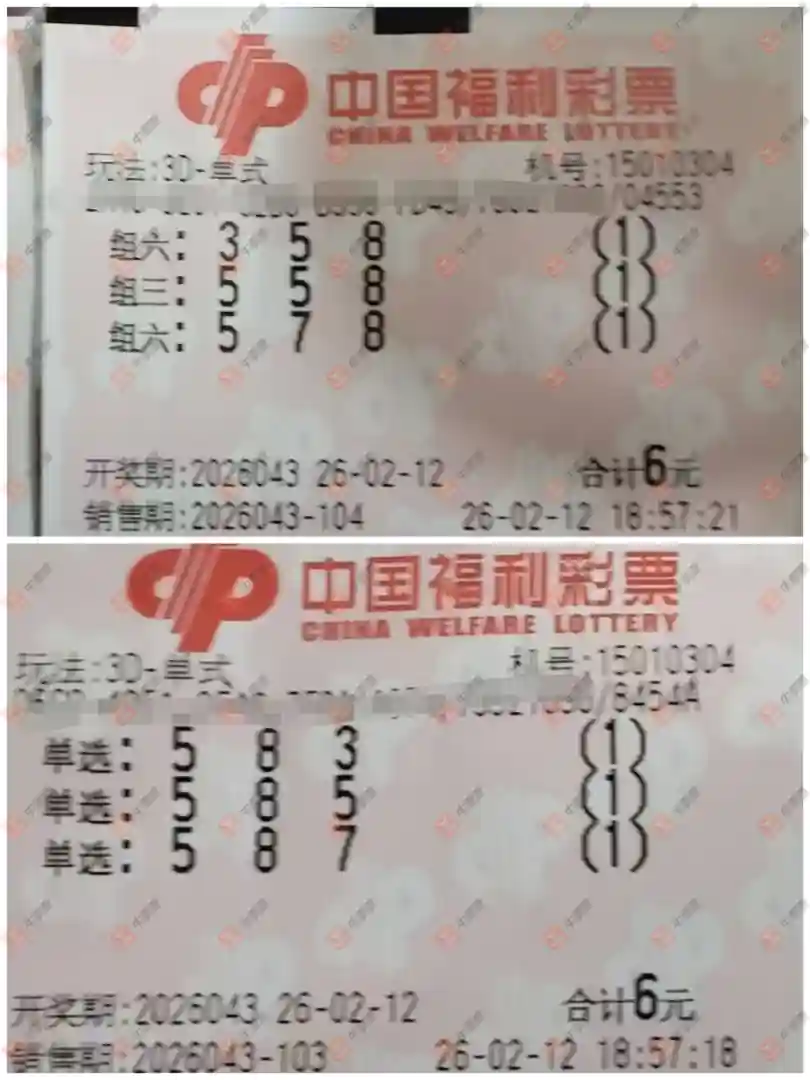 中国福利彩票
CHINA WELFARE LOTTERY
玩法:3D-单式 机号:15010304
/04553
组六: 3 5 8 (1)
组三: 5 5 8 (1)
组六: 5 7 8 (1)
开奖期:2026043 26-02-12 合计6元
销售期:2026043-104 26-02-12 18:57:21
中国福利彩票
CHINA WELFARE LOTTERY
玩法:3D-单式 机号:15010304
/6454A
单选: 5 8 3 (1)
单选: 5 8 5 (1)
单选: 5 8 7 (1)
开奖期:2026043 26-02-12 合计6元
销售期:2026043-103 26-02-12 18:57:18